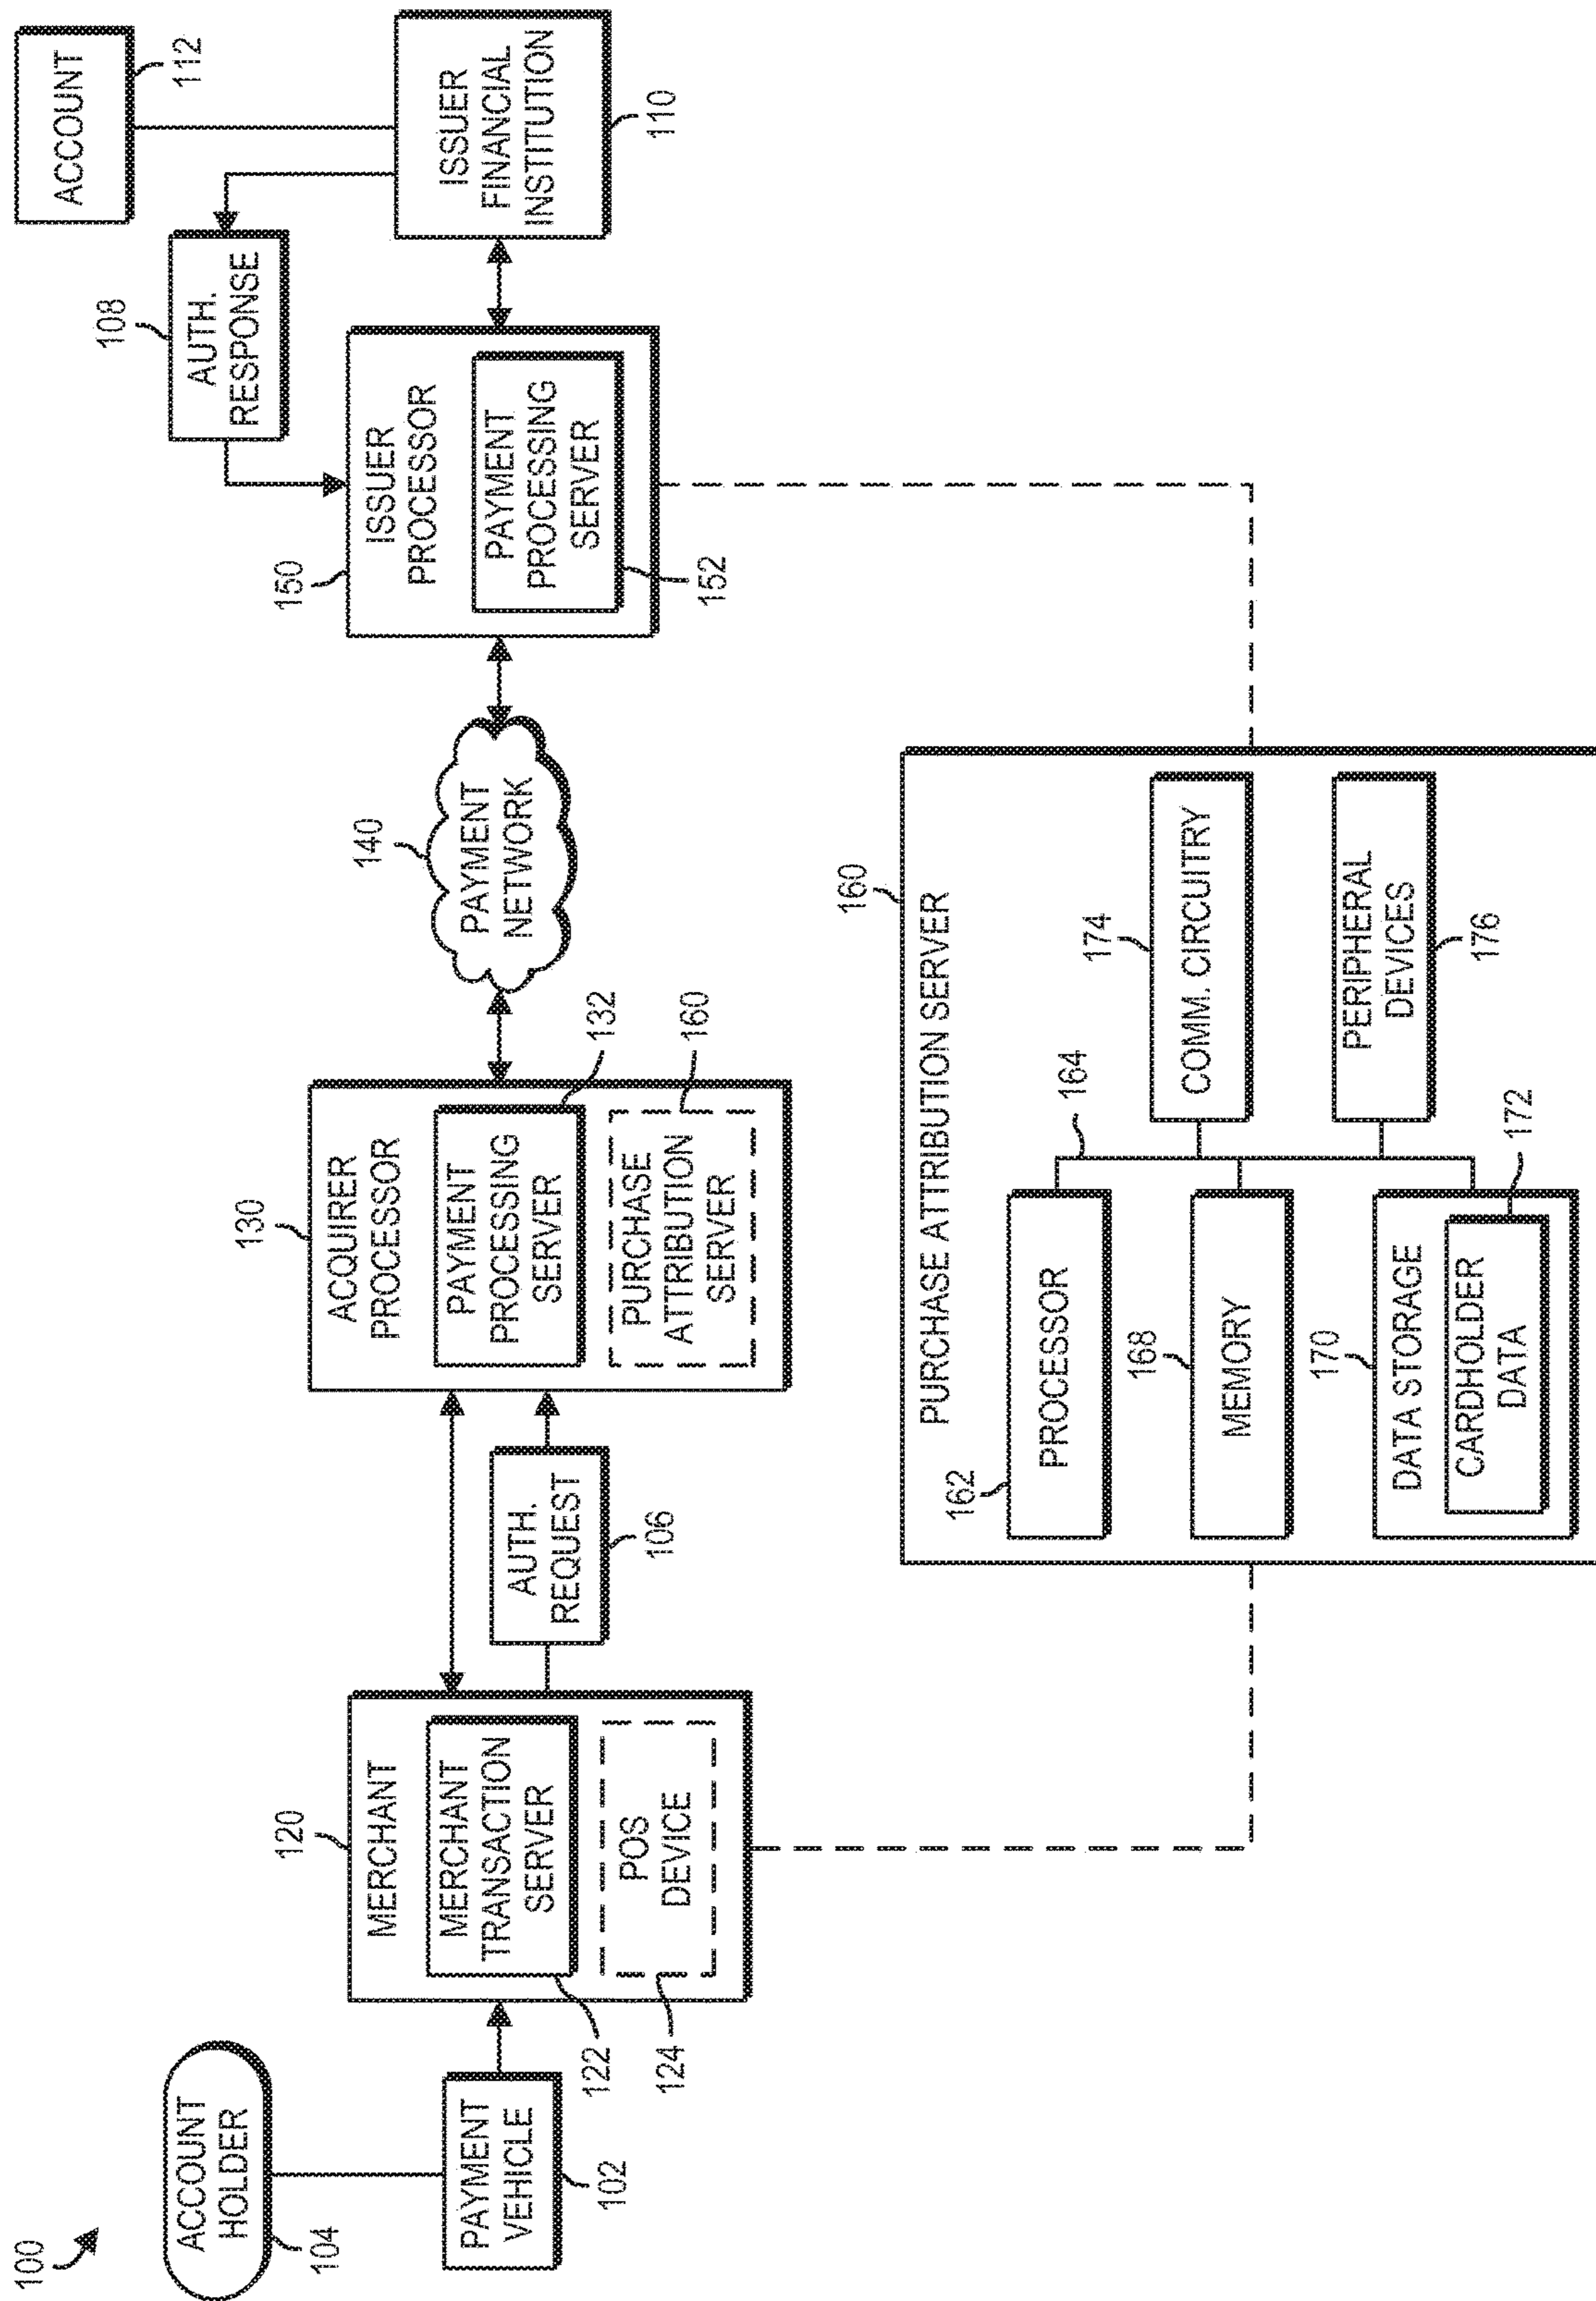 100
ACCOUNT
HOLDER
104
PAYMENT
VEHICLE
102
120
MERCHANT
MERCHANT
TRANSACTION
SERVER
122
POS
DEVICE
124
AUTH.
REQUEST
106
130
ACQUIRER
PROCESSOR
PAYMENT
PROCESSING
SERVER
132
PURCHASE
ATTRIBUTION
SERVER
160
140
PAYMENT
NETWORK
150
ISSUER
PROCESSOR
PAYMENT
PROCESSING
SERVER
152
108
AUTH.
RESPONSE
ACCOUNT
112
ISSUER
FINANCIAL
INSTITUTION
110
160
PURCHASE ATTRIBUTION SERVER
162
PROCESSOR
164
168
MEMORY
170
DATA STORAGE
CARDHOLDER
DATA
172
174
COMM. CIRCUITRY
PERIPHERAL
DEVICES
176